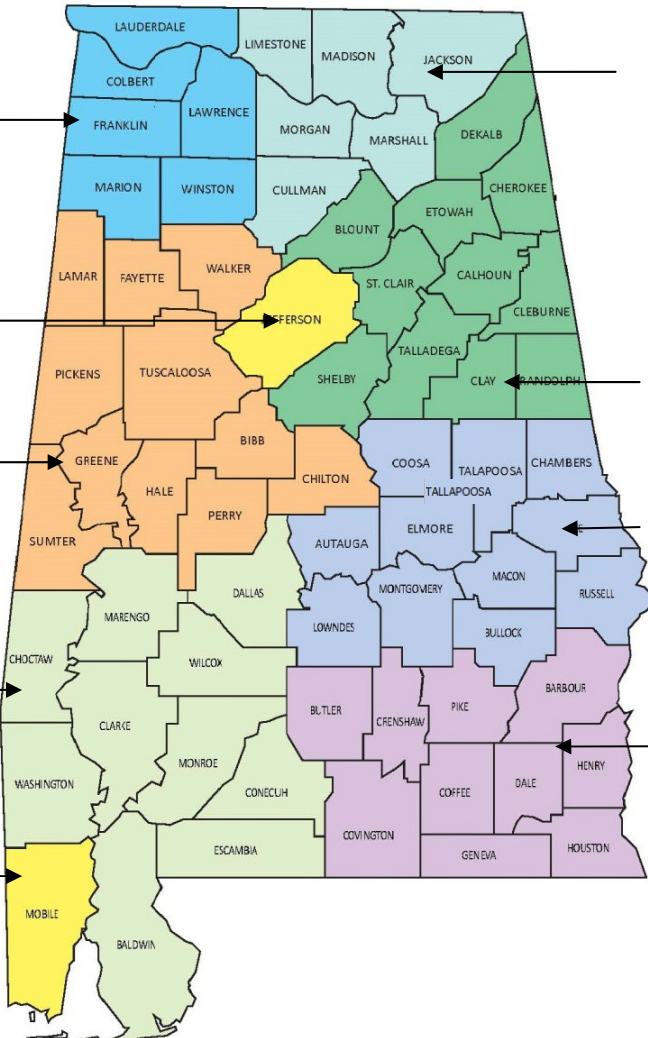 LAUDERDALE
LIMESTONE
MADISON
JACKSON
COLBERT
LAWRENCE
FRANKLIN
MORGAN
MARSHALL
DEKALB
MARION
WINSTON
CULLMAN
CHEROKEE
ETOWAH
BLOUNT
LAMAR
FAYETTE
WALKER
ST. CLAIR
CALHOUN
CLEBURNE
FERSON
PICKENS
TUSCALOOSA
TALLADEGA
SHELBY
CLAY
RANDOLPH
BIBB
GREENE
HALE
CHILTON
COOSA
TALAPOOSA
CHAMBERS
TALLAPOOSA
PERRY
SUMTER
AUTAUGA
ELMORE
E
MACON
MONTGOMERY
RUSSELL
DALLAS
MARENGO
LOWNDES
BULLOCK
CHOCTAW
WILCOX
BARBOUR
BUTLER
CRENSHAW
PIKE
CLARKE
MONROE
HENRY
WASHINGTON
CONECUH
COFFEE
DALE
COVINGTON
ESCAMBIA
GENEVA
HOUSTON
MOBILE
BALDWIN